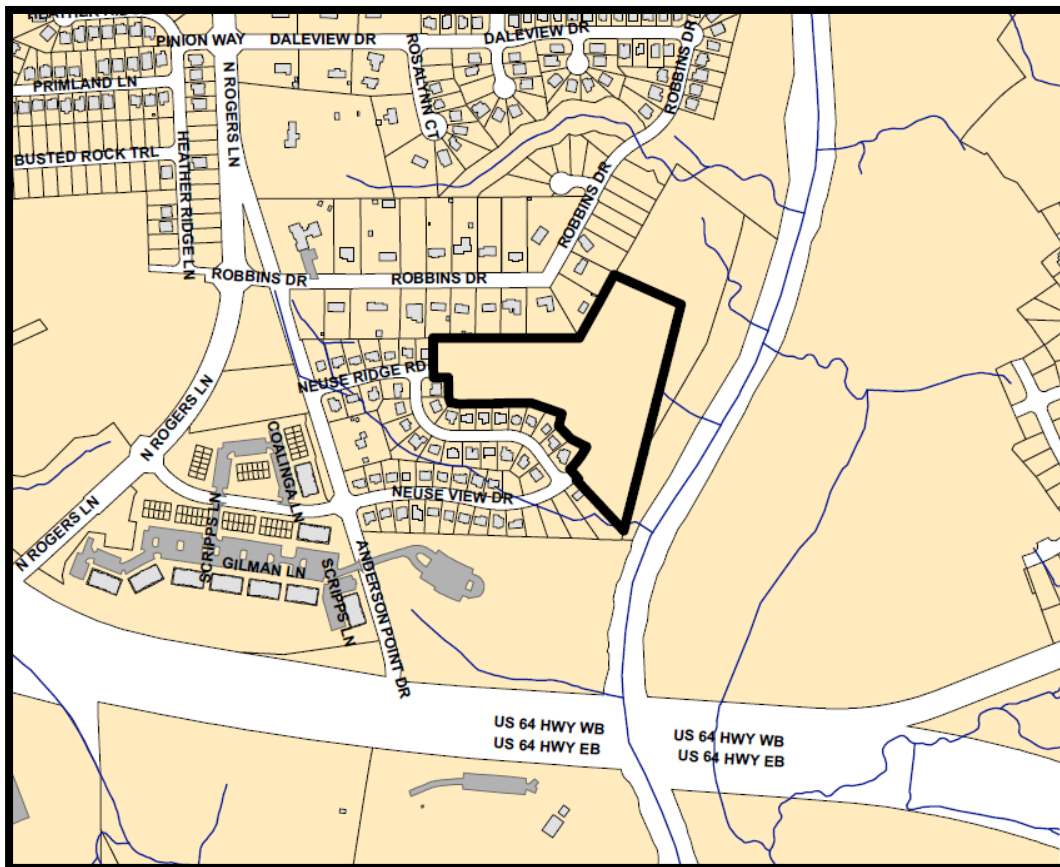 HEATHER
PINION WAY
DALEVIEW DR
DALEVIEW DR
ROSALYNN CT
ROBBINS DR
PRIMLAND LN
N ROGERS LN
BUSTED ROCK TRL
HEATHER RIDGE LN
ROBBINS DR
ROBBINS DR
ROBBINS DR
NEUSE RIDGE RD
N ROGERS LN
COALINGA LN
NEUSE VIEW DR
N ROGERS LN
SCRIPPS LN
GILMAN LN
SCRIPPS LN
ANDERSON POINT DR
US 64 HWY WB
US 64 HWY EB
US 64 HWY WB
US 64 HWY EB